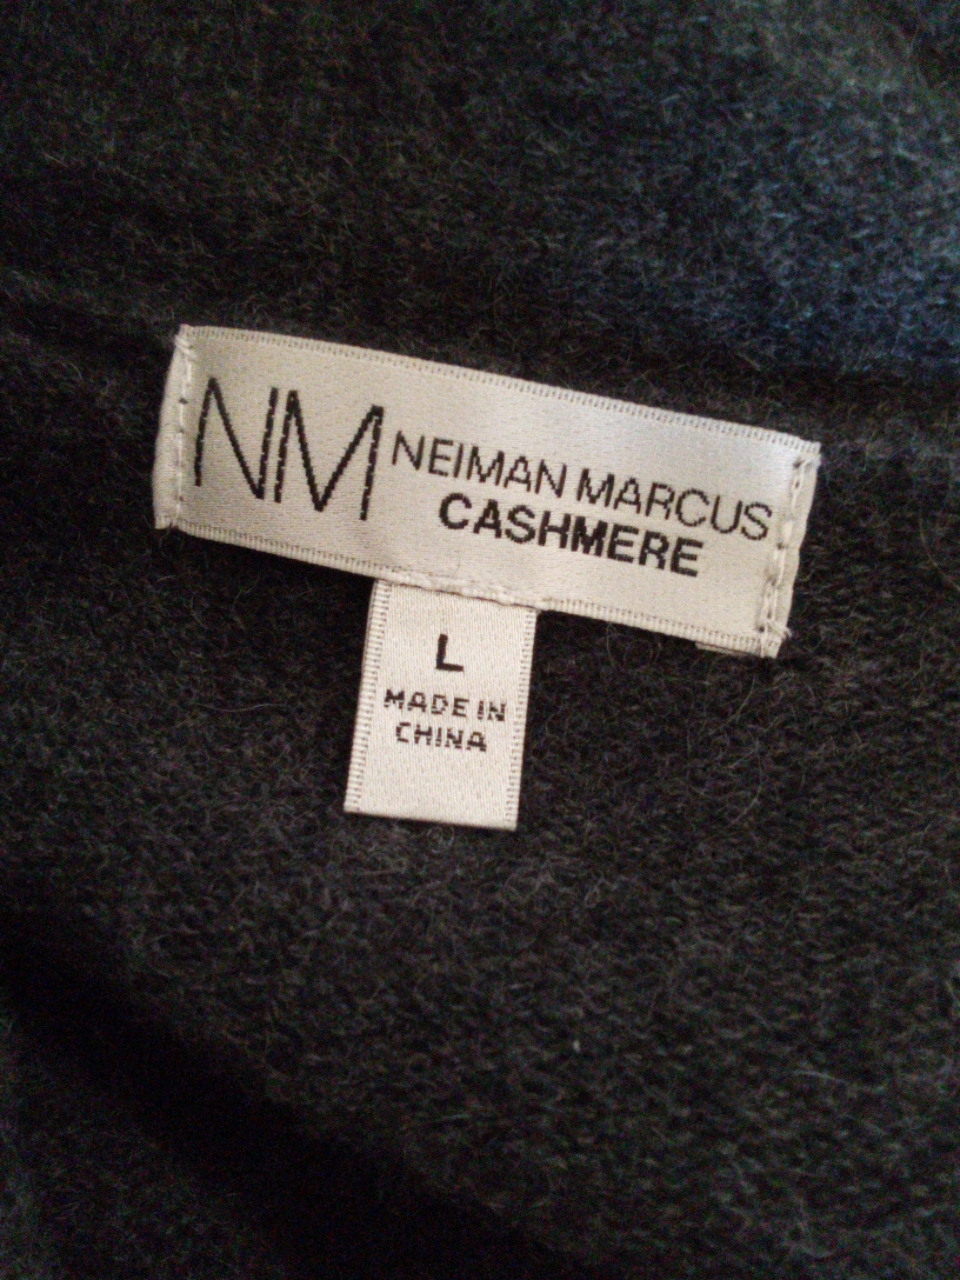 NM
NEIMAN MARCUS
CASHMERE
L
MADE IN
CHINA